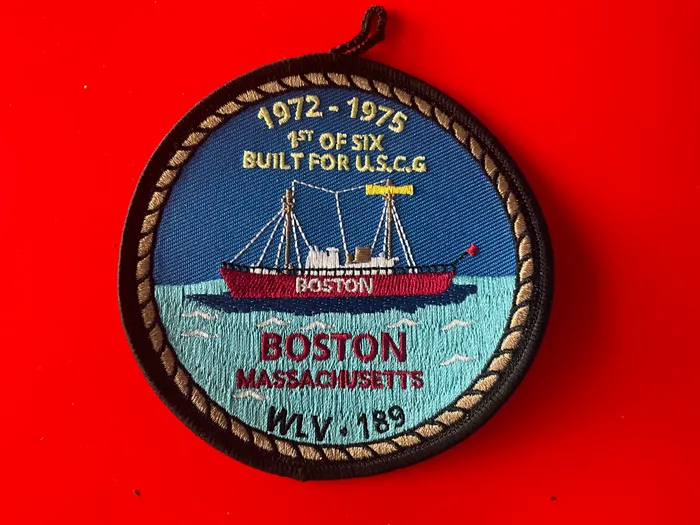 1972 - 1975
1ST OF SIX
BUILT FOR U.S.C.G
BOSTON
BOSTON
MASSACHUSETTS
WLV • 189